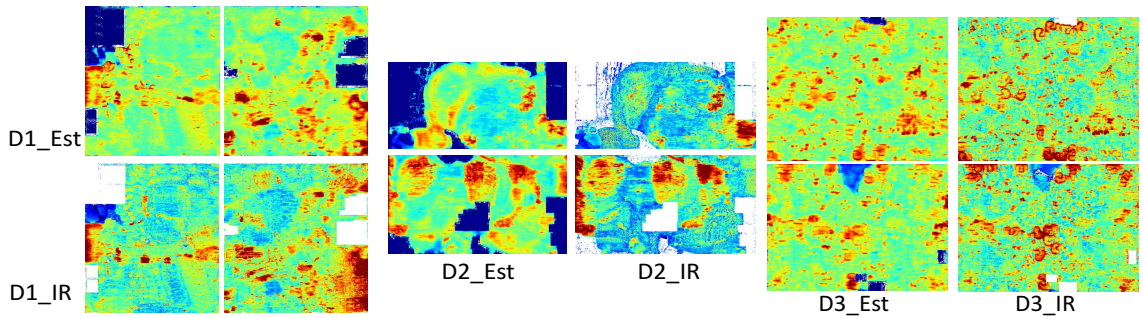 D1_Est
D1_IR
D2_Est
D2_IR
D3_Est
D3_IR